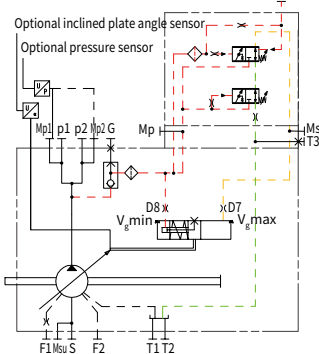 Optional inclined plate angle sensor
Optional pressure sensor
U
p
U
Mp1 p1 p2 Mp2 G
Mp
Ms
T3
D8
D7
Vgmin
Vgmax
F1 Msu S F2 T1 T2